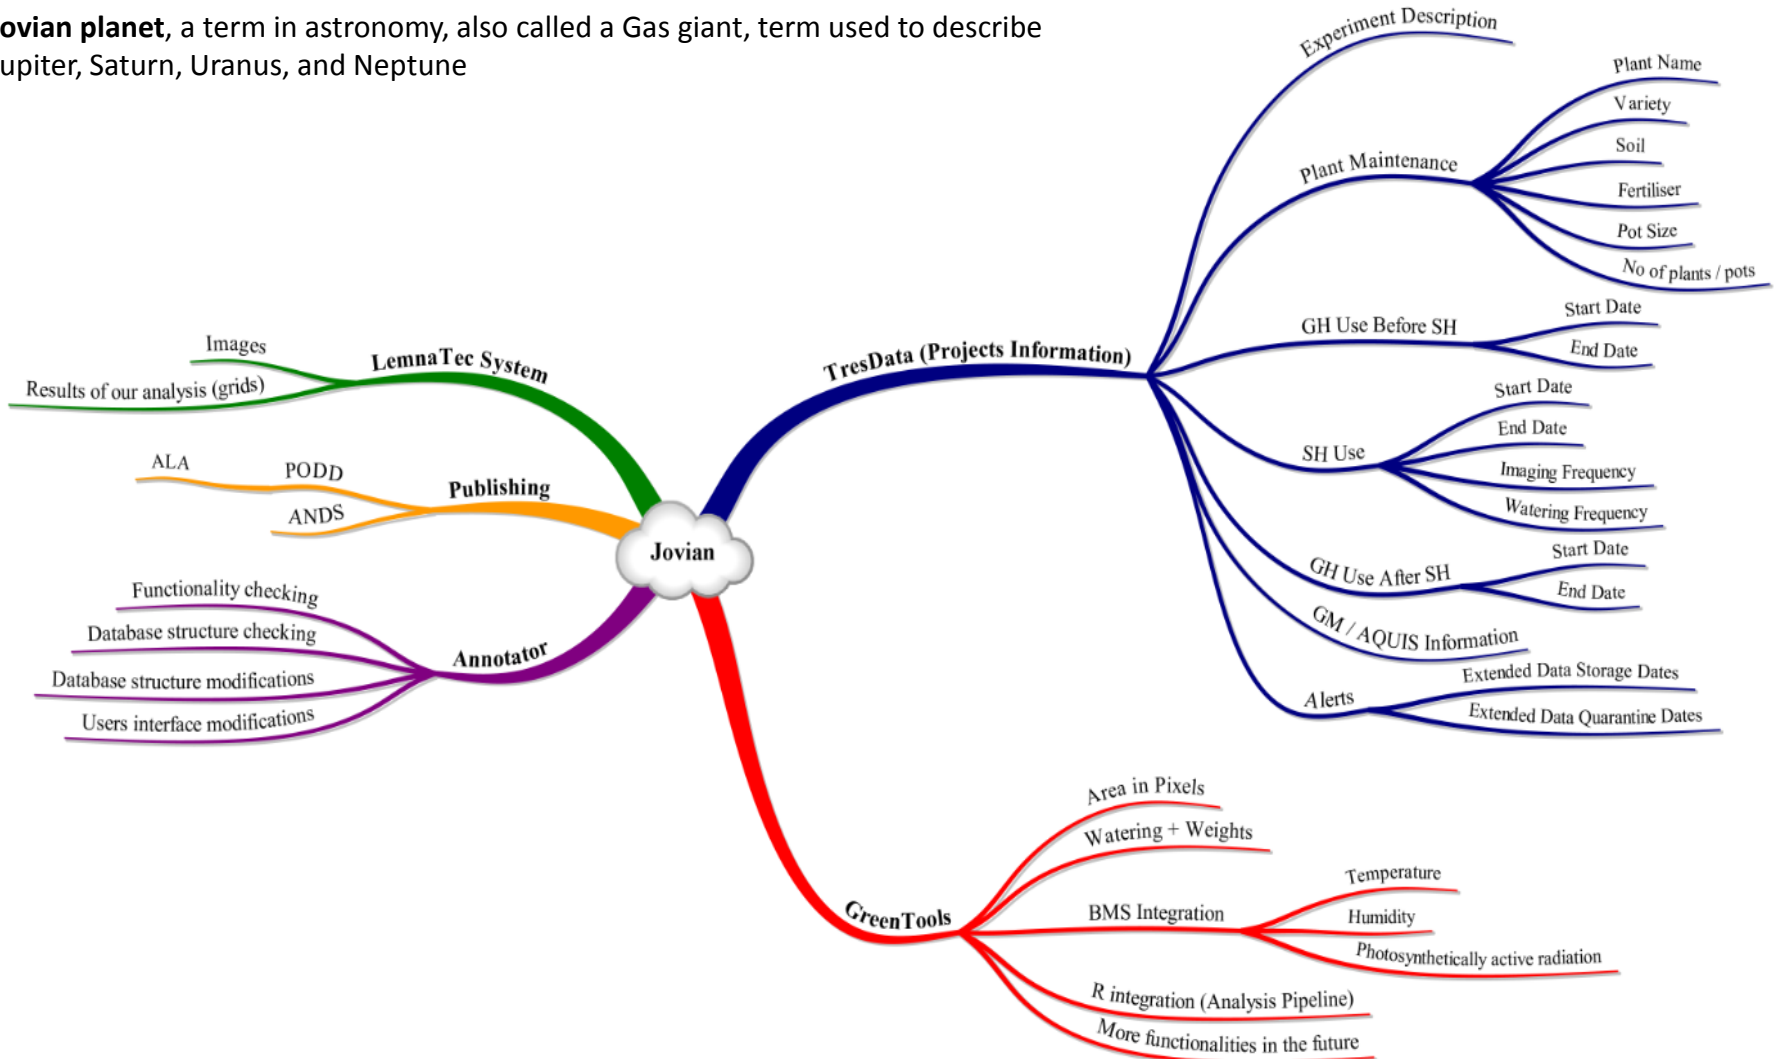 ovian planet, a term in astronomy, also called a Gas giant, term used to describe
upiter, Saturn, Uranus, and Neptune
Jovian
LemnaTec System
Images
Results of our analysis (grids)
Publishing
PODD
ALA
ANDS
Annotator
Functionality checking
Database structure checking
Database structure modifications
Users interface modifications
TresData (Projects Information)
Experiment Description
Plant Maintenance
Plant Name
Variety
Soil
Fertiliser
Pot Size
No of plants / pots
GH Use Before SH
Start Date
End Date
SH Use
Start Date
End Date
Imaging Frequency
Watering Frequency
GH Use After SH
Start Date
End Date
GM / AQUIS Information
Alerts
Extended Data Storage Dates
Extended Data Quarantine Dates
GreenTools
Area in Pixels
Watering + Weights
BMS Integration
Temperature
Humidity
Photosynthetically active radiation
R integration (Analysis Pipeline)
More functionalities in the future